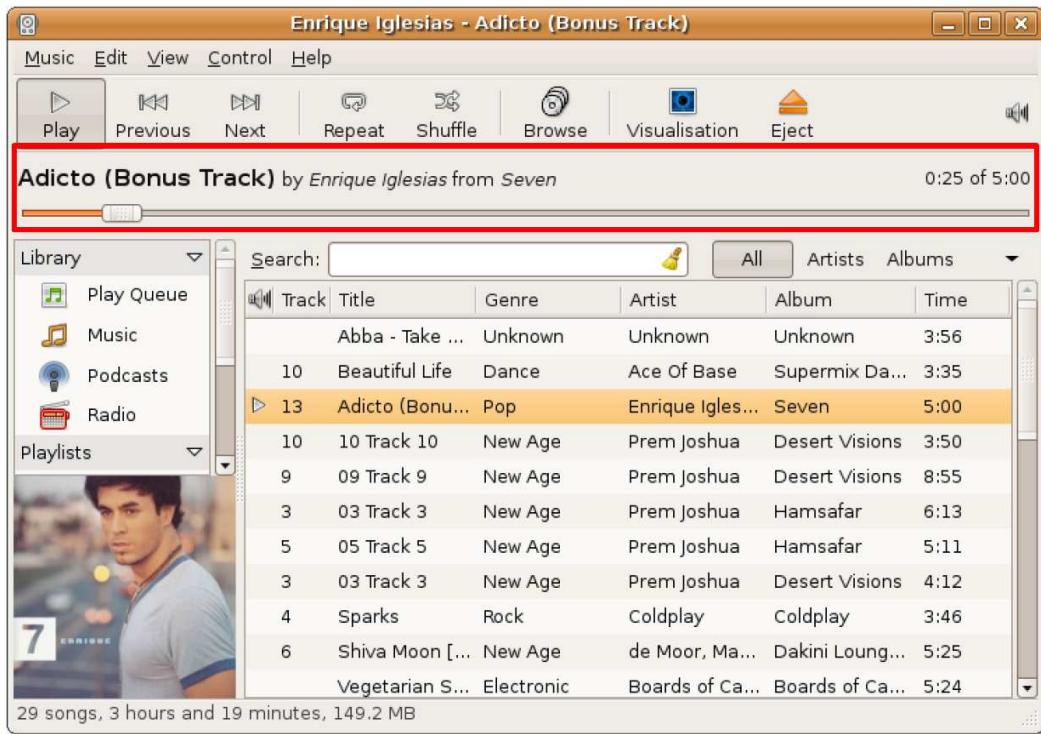 Enrique Iglesias - Adicto (Bonus Track)
Music Edit View Control Help
Play Previous Next Repeat Shuffle Browse Visualisation Eject
Adicto (Bonus Track) by Enrique Iglesias from Seven 0:25 of 5:00
Library
Play Queue
Music
Podcasts
Radio
Playlists
7 ENRIQUE
Search: All Artists Albums
Track Title Genre Artist Album Time
Abba - Take ... Unknown Unknown Unknown 3:56
10 Beautiful Life Dance Ace Of Base Supermix Da... 3:35
13 Adicto (Bonu... Pop Enrique Igles... Seven 5:00
10 10 Track 10 New Age Prem Joshua Desert Visions 3:50
9 09 Track 9 New Age Prem Joshua Desert Visions 8:55
3 03 Track 3 New Age Prem Joshua Hamsafar 6:13
5 05 Track 5 New Age Prem Joshua Hamsafar 5:11
3 03 Track 3 New Age Prem Joshua Desert Visions 4:12
4 Sparks Rock Coldplay Coldplay 3:46
6 Shiva Moon [... New Age de Moor, Ma... Dakini Loung... 5:25
Vegetarian S... Electronic Boards of Ca... Boards of Ca... 5:24
29 songs, 3 hours and 19 minutes, 149.2 MB